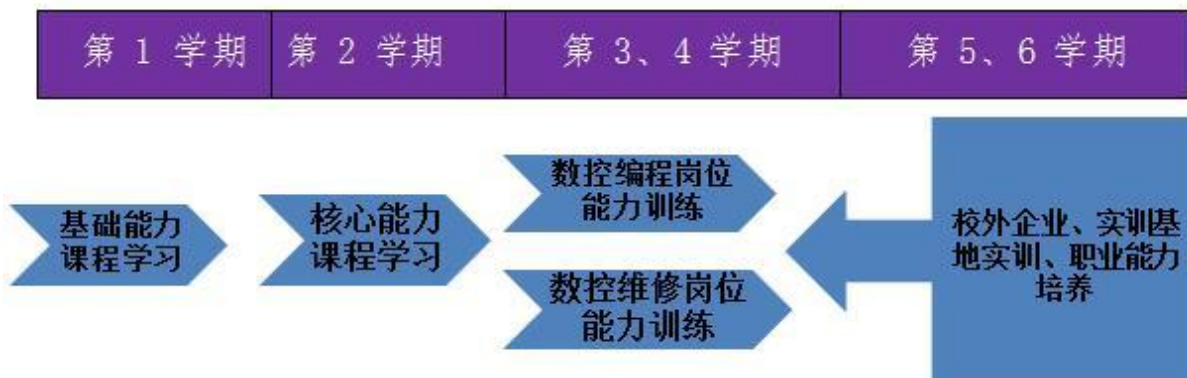 第 1 学期 第 2 学期 第 3、4 学期 第 5、6 学期
基础能力
课程学习
核心能力
课程学习
数控编程岗位
能力训练
数控维修岗位
能力训练
校外企业、实训基
地实训、职业能力
培养